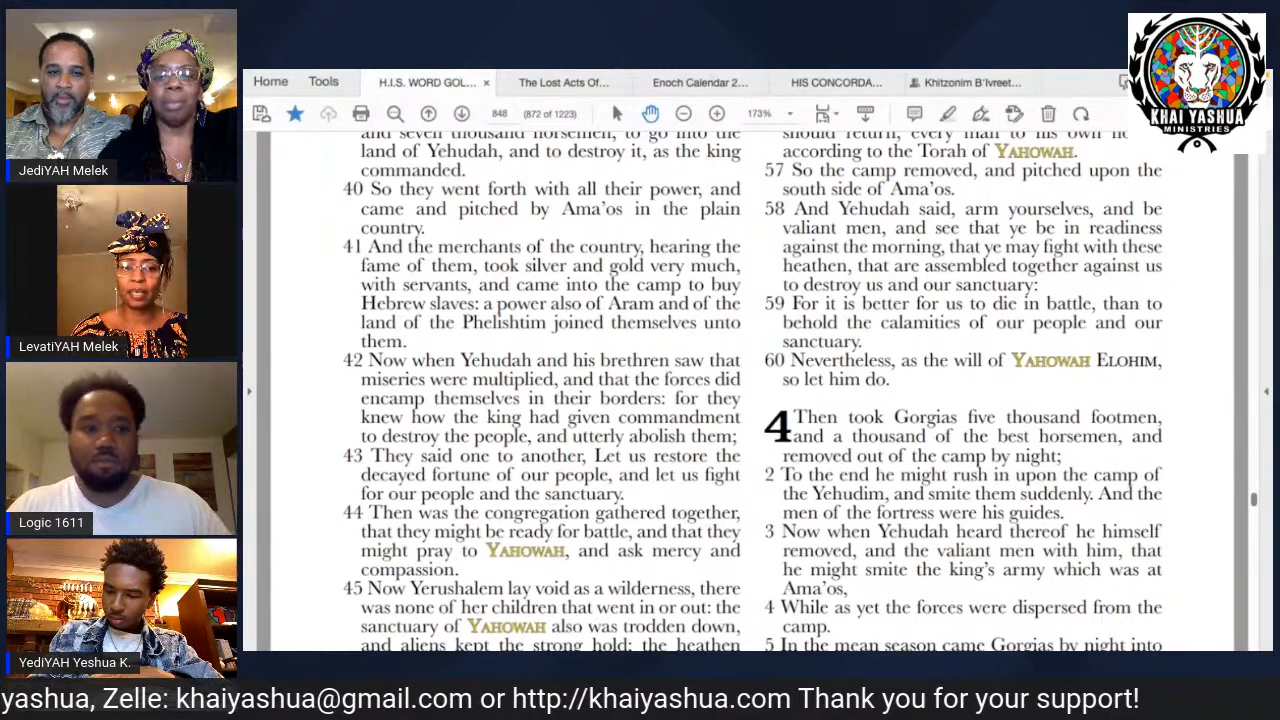 JediYAH Melek
LevatiYAH Melek
Logic 1611
YediYAH Yeshua K.
Home Tools H.I.S. WORD GOL... × The Lost Acts Of... Enoch Calendar 2... HIS CONCORDA... Khitzonim B'Ivreet...
848 (872 of 1223) 173%
KHAI YASHUA
MINISTRIES
and seven thousand horsemen, to go into the
land of Yehudah, and to destroy it, as the king
commanded.
40 So they went forth with all their power, and
came and pitched by Ama'os in the plain
country.
41 And the merchants of the country, hearing the
fame of them, took silver and gold very much,
with servants, and came into the camp to buy
Hebrew slaves: a power also of Aram and of the
land of the Phelishtim joined themselves unto
them.
42 Now when Yehudah and his brethren saw that
miseries were multiplied, and that the forces did
encamp themselves in their borders: for they
knew how the king had given commandment
to destroy the people, and utterly abolish them;
43 They said one to another, Let us restore the
decayed fortune of our people, and let us fight
for our people and the sanctuary.
44 Then was the congregation gathered together,
that they might be ready for battle, and that they
might pray to YAHOWAH, and ask mercy and
compassion.
45 Now Yerushalem lay void as a wilderness, there
was none of her children that went in or out: the
sanctuary of YAHOWAH also was trodden down,
and aliens kept the strong hold: the heathen
should return, every man to his own
according to the Torah of YAHOWAH.
57 So the camp removed, and pitched upon the
south side of Ama'os.
58 And Yehudah said, arm yourselves, and be
valiant men, and see that ye be in readiness
against the morning, that ye may fight with these
heathen, that are assembled together against us
to destroy us and our sanctuary:
59 For it is better for us to die in battle, than to
behold the calamities of our people and our
sanctuary.
60 Nevertheless, as the will of YAHOWAH ELOHIM,
so let him do.
4 Then took Gorgias five thousand footmen,
and a thousand of the best horsemen, and
removed out of the camp by night;
2 To the end he might rush in upon the camp of
the Yehudim, and smite them suddenly. And the
men of the fortress were his guides.
3 Now when Yehudah heard thereof he himself
removed, and the valiant men with him, that
he might smite the king's army which was at
Ama'os,
4 While as yet the forces were dispersed from the
camp.
5 In the mean season came Gorgias by night into
yashua, Zelle: khaiyashua@gmail.com or http://khaiyashua.com Thank you for your support!